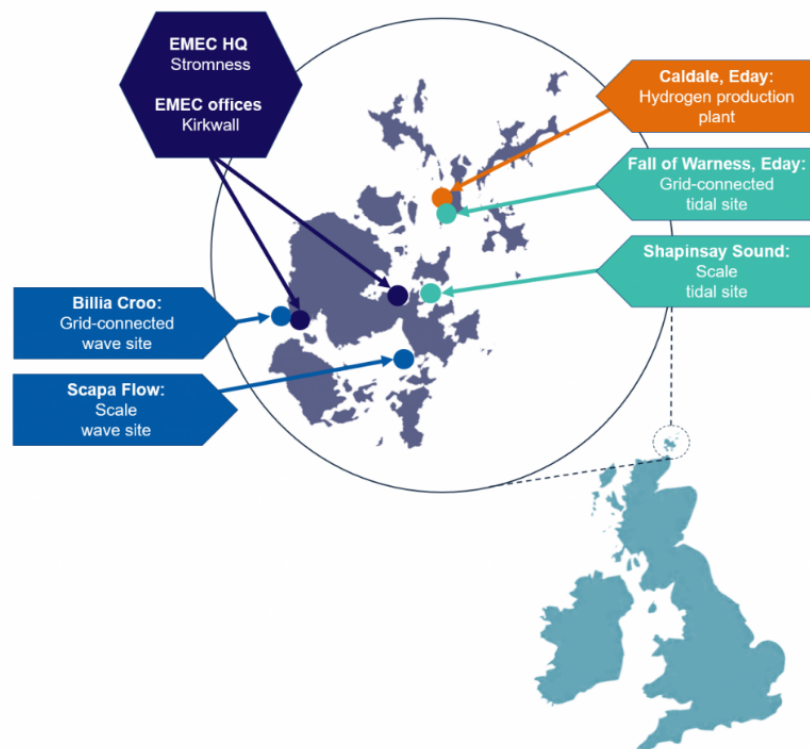 EMEC HQ
Stromness
EMEC offices
Kirkwall
Caldale, Eday:
Hydrogen production
plant
Fall of Warness, Eday:
Grid-connected
tidal site
Shapinsay Sound:
Scale
tidal site
Billia Croo:
Grid-connected
wave site
Scapa Flow:
Scale
wave site